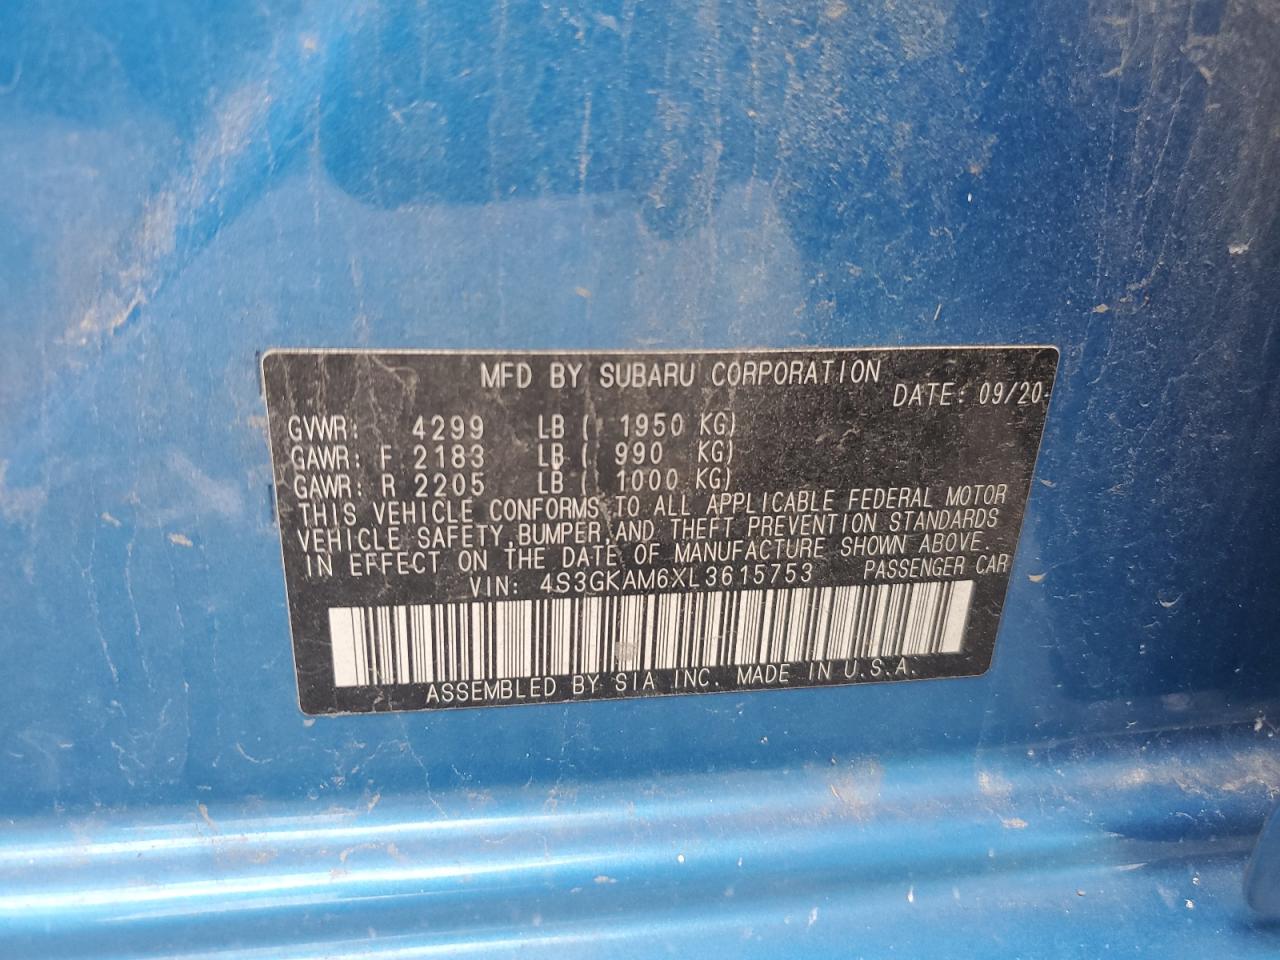 MFD BY SUBARU CORPORATION
DATE: 09/20
GVWR: 4299 LB ( 1950 KG)
GAWR: F 2183 LB ( 990 KG)
GAWR: R 2205 LB ( 1000 KG)
THIS VEHICLE CONFORMS TO ALL APPLICABLE FEDERAL MOTOR
VEHICLE SAFETY, BUMPER, AND THEFT PREVENTION STANDARDS
IN EFFECT ON THE DATE OF MANUFACTURE SHOWN ABOVE
VIN: 4S3GKAM6XL3615753 PASSENGER CAR
ASSEMBLED BY SIA INC. MADE IN U.S.A.